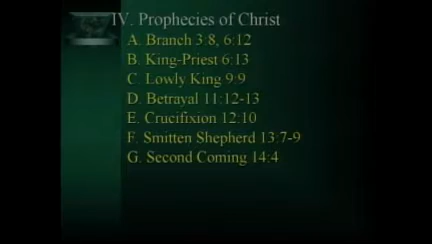 IV. Prophecies of Christ
A. Branch 3:8, 6:12
B. King-Priest 6:13
C. Lowly King 9:9
D. Betrayal 11:12-13
E. Crucifixion 12:10
F. Smitten Shepherd 13:7-9
G. Second Coming 14:4